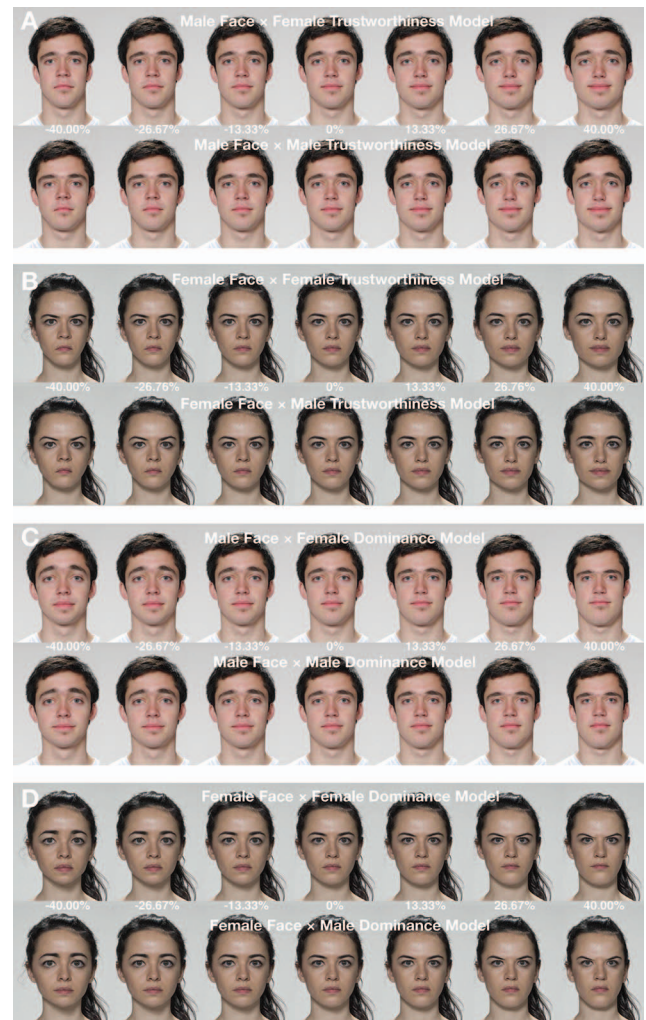 A
Male Face × Female Trustworthiness Model
-40.00% -26.67% -13.33% 0% 13.33% 26.67% 40.00%
Male Face × Male Trustworthiness Model
B
Female Face × Female Trustworthiness Model
-40.00% -26.76% -13.33% 0% 13.33% 26.76% 40.00%
Female Face × Male Trustworthiness Model
C
Male Face × Female Dominance Model
-40.00% -26.67% -13.33% 0% 13.33% 26.67% 40.00%
Male Face × Male Dominance Model
D
Female Face × Female Dominance Model
-40.00% -26.67% -13.33% 0% 13.33% 26.67% 40.00%
Female Face × Male Dominance Model